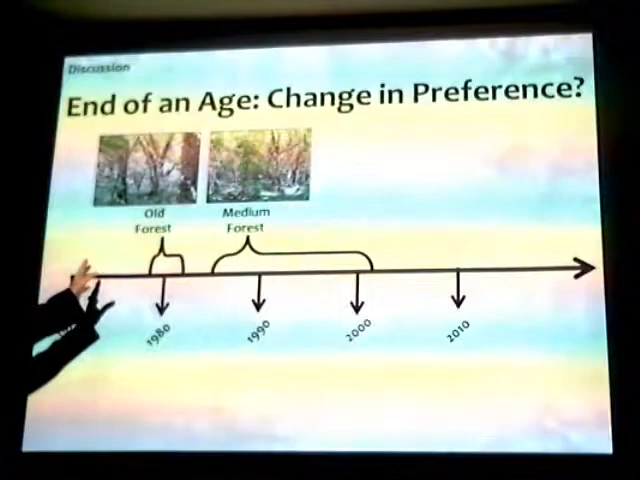 Discussion
End of an Age: Change in Preference?
Old
Forest
Medium
Forest
1980
1990
2000
2010